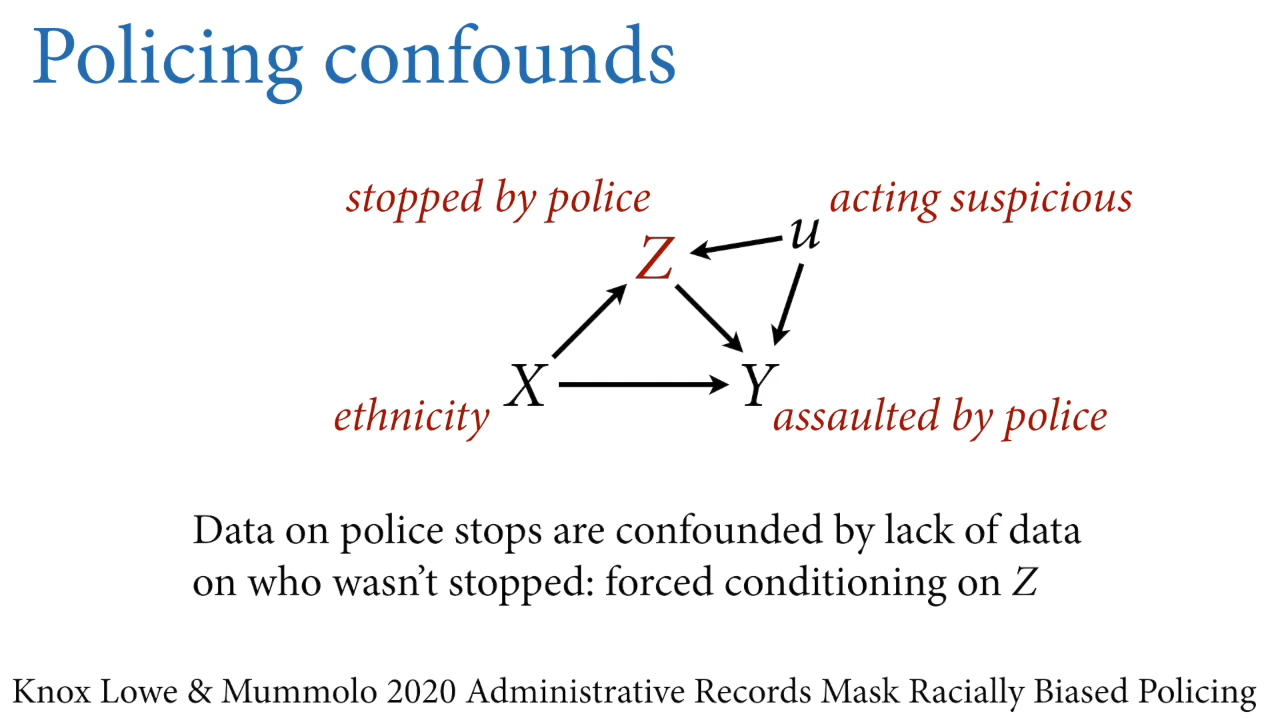 Policing confounds
stopped by police
acting suspicious
u
Z
X
Y
ethnicity
assaulted by police
Data on police stops are confounded by lack of data
on who wasn’t stopped: forced conditioning on Z
Knox Lowe & Mummolo 2020 Administrative Records Mask Racially Biased Policing